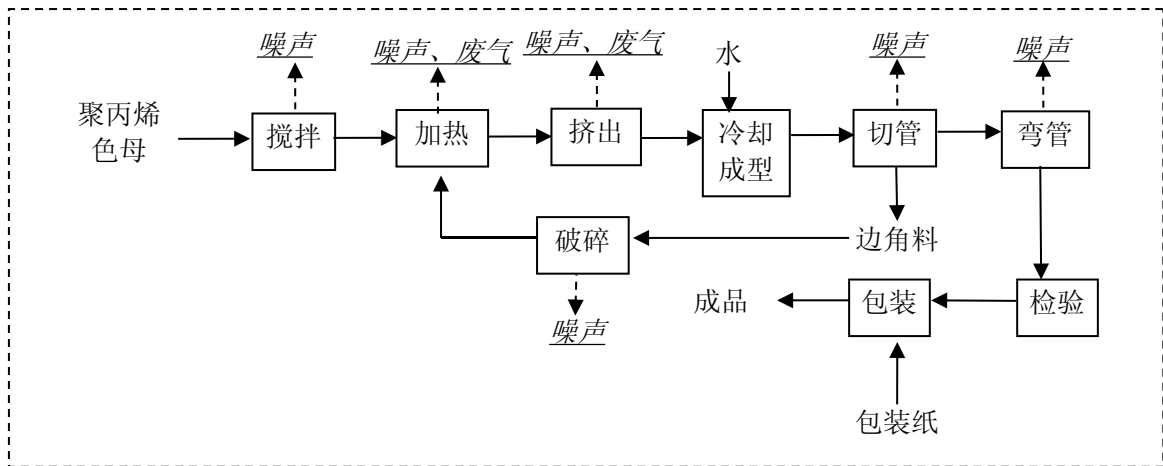 噪声
噪声、废气
噪声、废气
水
噪声
噪声
聚丙烯
色母
搅拌
加热
挤出
冷却
成型
切管
弯管
破碎
边角料
噪声
成品
包装
检验
包装纸